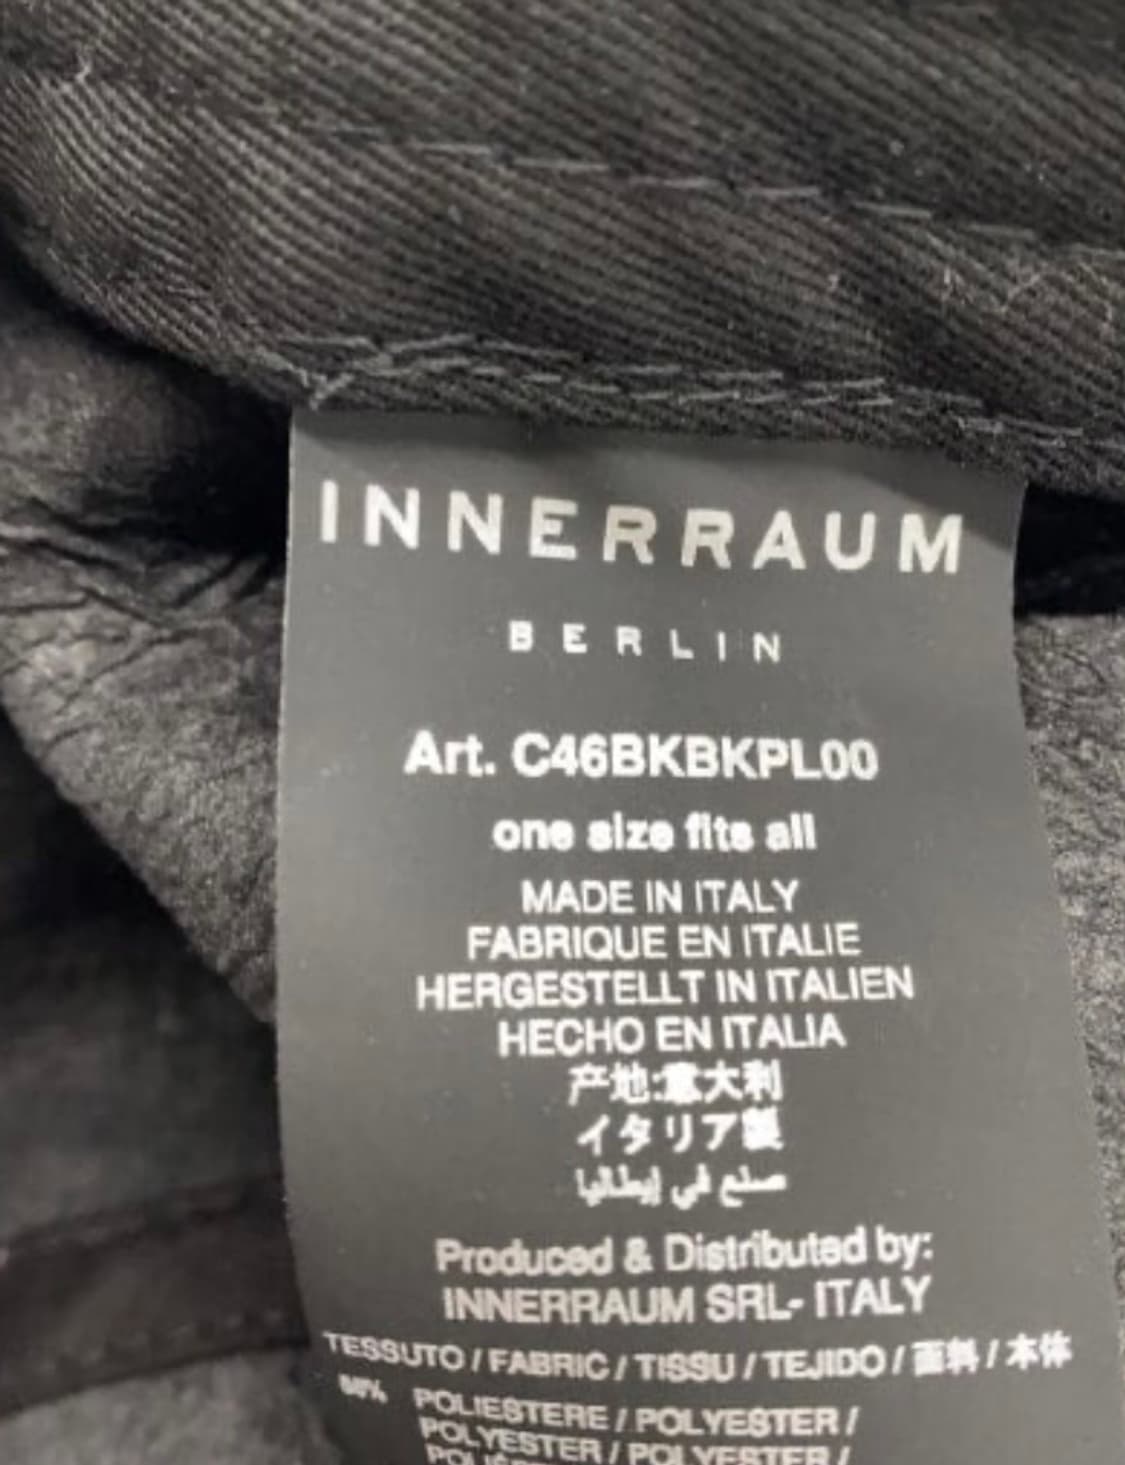 INNERRAUM
BERLIN
Art. C46BKBKPL00
one size fits all
MADE IN ITALY
FABRIQUE EN ITALIE
HERGESTELLT IN ITALIEN
HECHO EN ITALIA
产地:意大利
イタリア製
صنع في إيطاليا
Produced & Distributed by:
INNERRAUM SRL- ITALY
TESSUTO / FABRIC / TISSU / TEJIDO / 面料 / 本体
POLIESTERE / POLYESTER /
POLYESTER / POLYESTER /